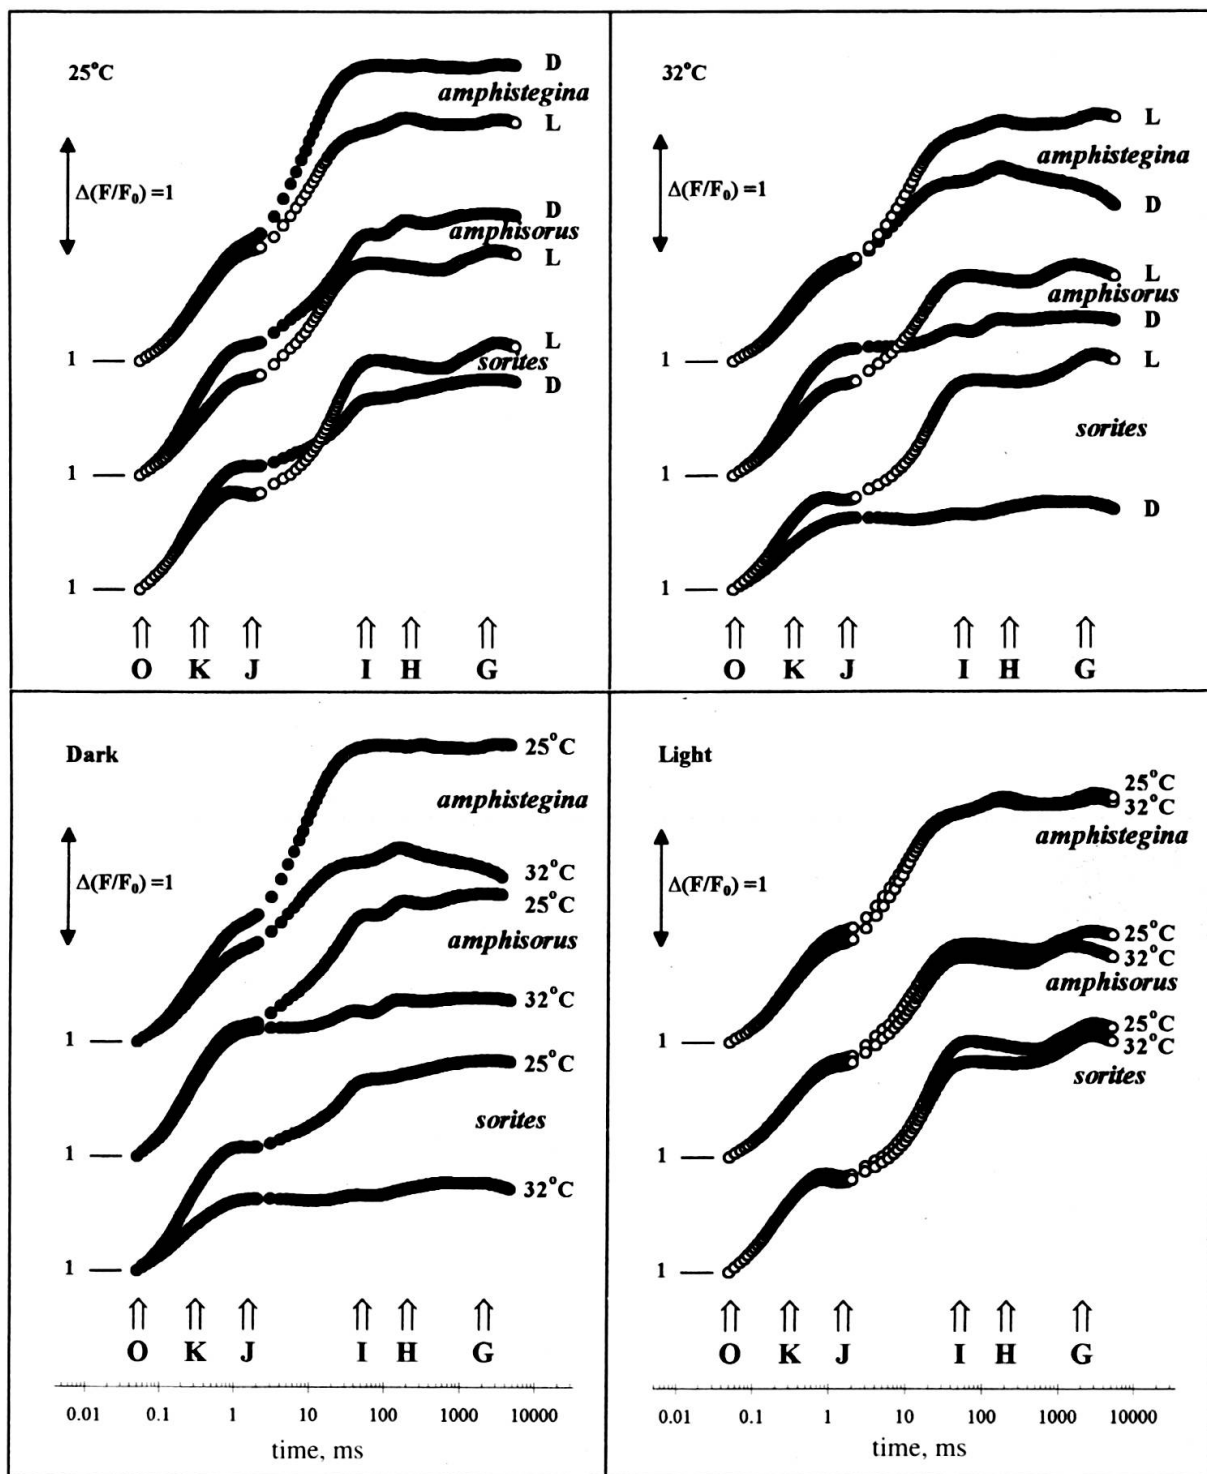 25°C
D
amphistegina
L
Δ(F/F₀) =1
D
amphisorus
L
1
L
sorites
D
1
1
O K J I H G
32°C
L
amphistegina
Δ(F/F₀) =1
D
L
amphisorus
D
1
L
sorites
1
D
1
O K J I H G
Dark
25°C
amphistegina
Δ(F/F₀) =1
32°C
25°C
amphisorus
32°C
1
25°C
sorites
1
32°C
1
O K J I H G
0.01 0.1 1 10 100 1000 10000
time, ms
Light
25°C
32°C
amphistegina
Δ(F/F₀) =1
25°C
32°C
amphisorus
25°C
32°C
1
sorites
1
1
O K J I H G
0.01 0.1 1 10 100 1000 10000
time, ms